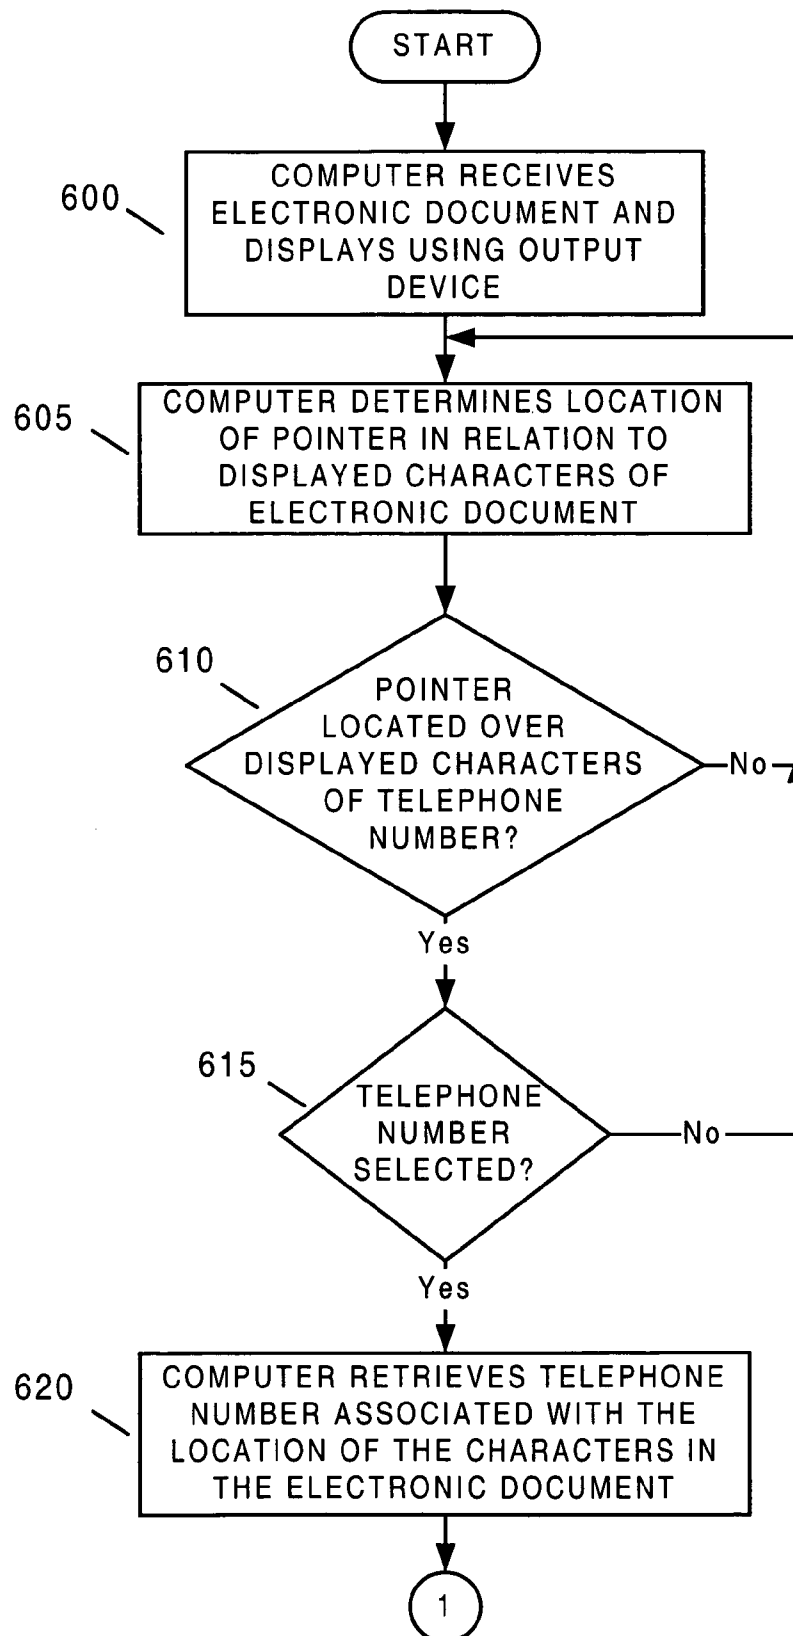 START
600
COMPUTER RECEIVES
ELECTRONIC DOCUMENT AND
DISPLAYS USING OUTPUT
DEVICE
605
COMPUTER DETERMINES LOCATION
OF POINTER IN RELATION TO
DISPLAYED CHARACTERS OF
ELECTRONIC DOCUMENT
610
POINTER
LOCATED OVER
DISPLAYED CHARACTERS
OF TELEPHONE
NUMBER?
No
Yes
615
TELEPHONE
NUMBER
SELECTED?
No
Yes
620
COMPUTER RETRIEVES TELEPHONE
NUMBER ASSOCIATED WITH THE
LOCATION OF THE CHARACTERS IN
THE ELECTRONIC DOCUMENT
1